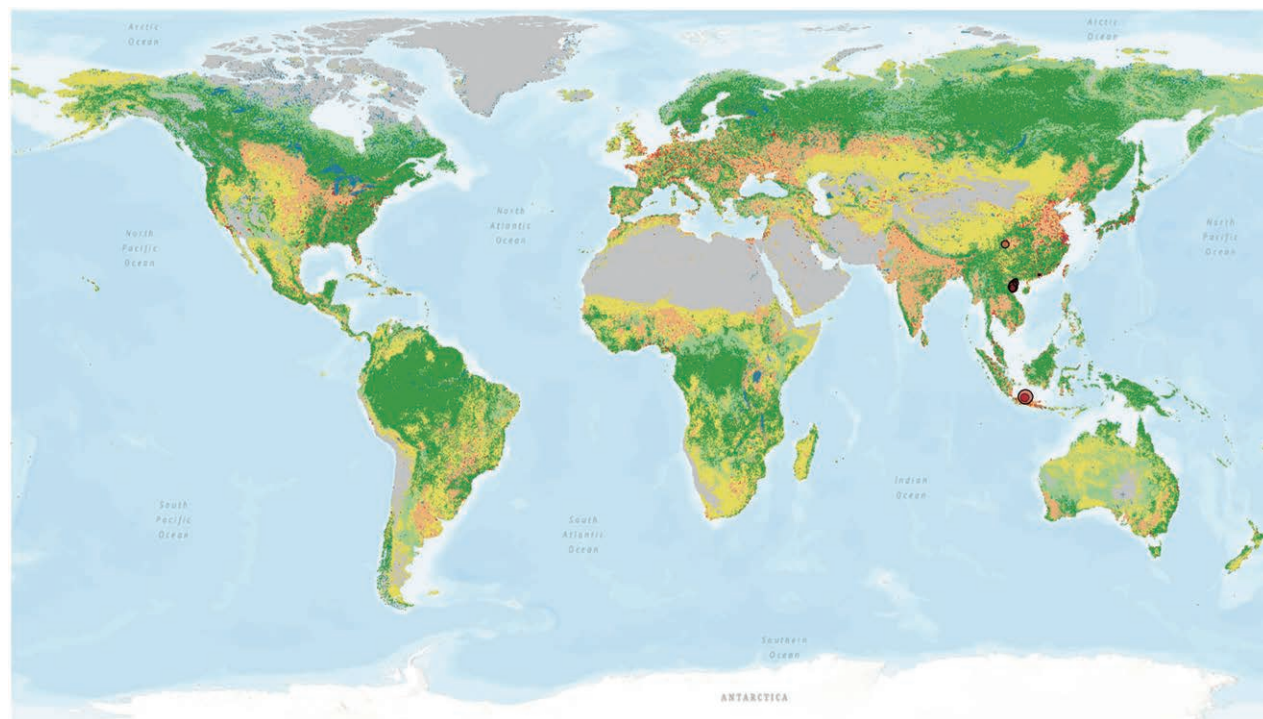 Arctic
Ocean
Arctic
Ocean
North
Pacific
Ocean
North
Atlantic
Ocean
North
Pacific
Ocean
South
Pacific
Ocean
South
Atlantic
Ocean
Indian
Ocean
Southern
Ocean
ANTARCTICA